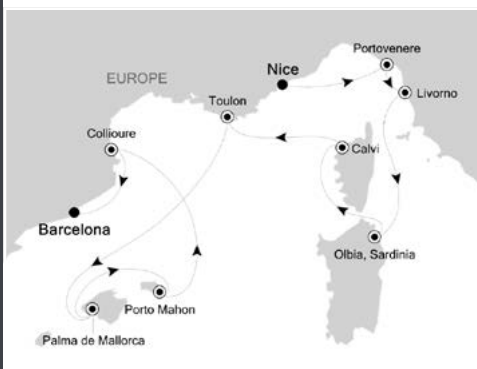 Portovenere
EUROPE
Nice
Livorno
Toulon
Collioure
Calvi
Barcelona
Olbia, Sardinia
Porto Mahon
Palma de Mallorca